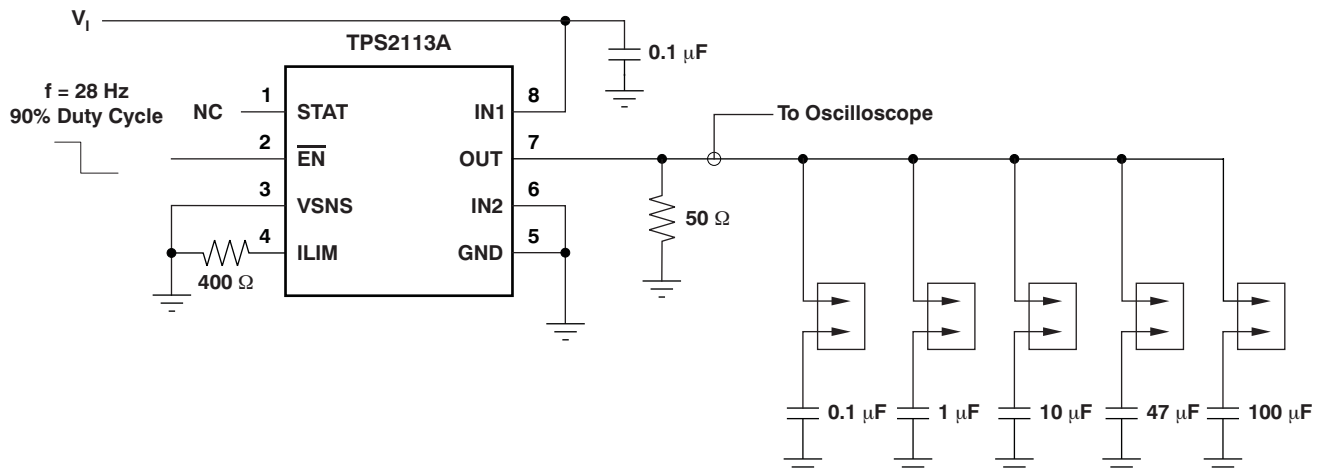 VI
TPS2113A
0.1 μF
f = 28 Hz
90% Duty Cycle
NC
1
STAT
IN1
8
2
EN
OUT
7
To Oscilloscope
3
VSNS
IN2
6
50 Ω
4
ILIM
GND
5
400 Ω
0.1 μF
1 μF
10 μF
47 μF
100 μF